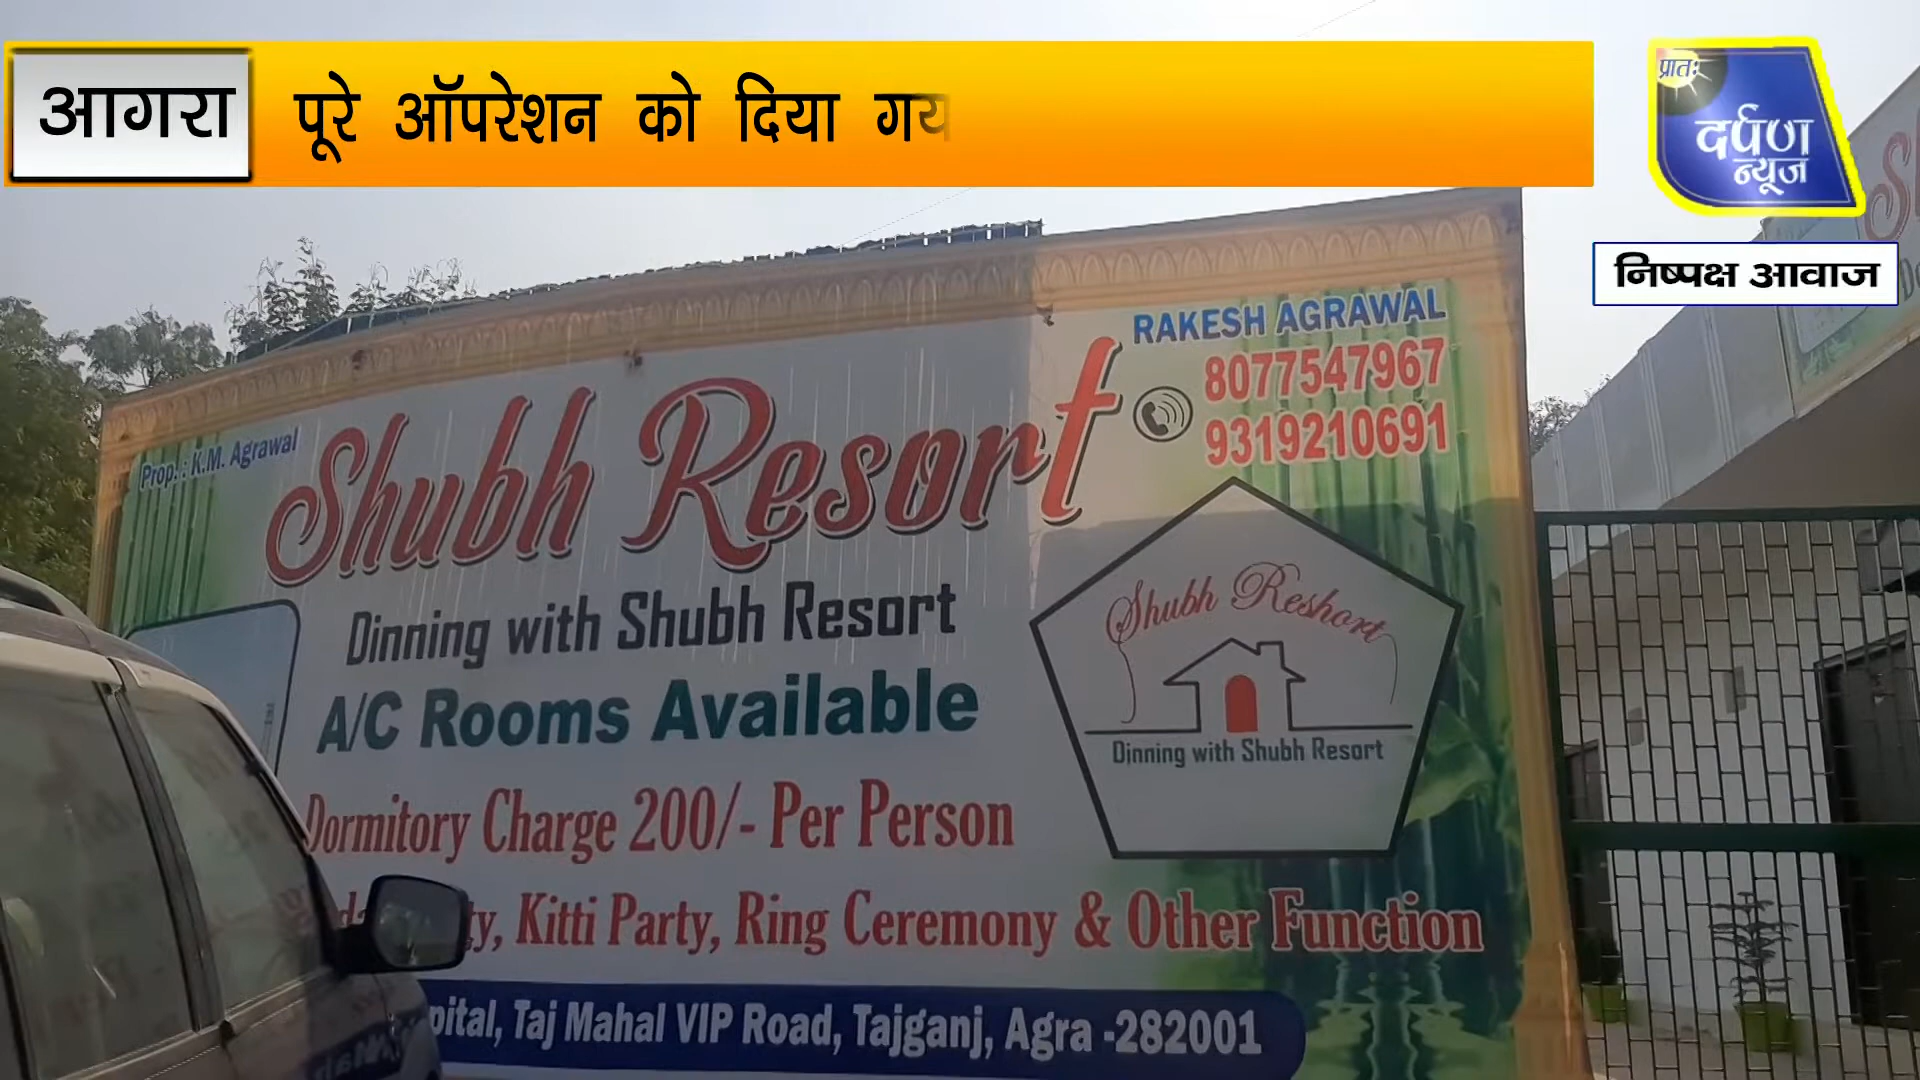 आगरा
पूरे ऑपरेशन को दिया
प्रातः
दर्पण
न्यूज
निष्पक्ष आवाज
RAKESH AGRAWAL
8077547967
9319210691
Prop. : K.M. Agrawal
Shubh Resort
Dinning with Shubh Resort
A/C Rooms Available
Dormitory Charge 200/- Per Person
Kitti Party, Ring Ceremony & Other Function
Taj Mahal VIP Road, Tajganj, Agra -282001
Shubh Reshort
Dinning with Shubh Resort